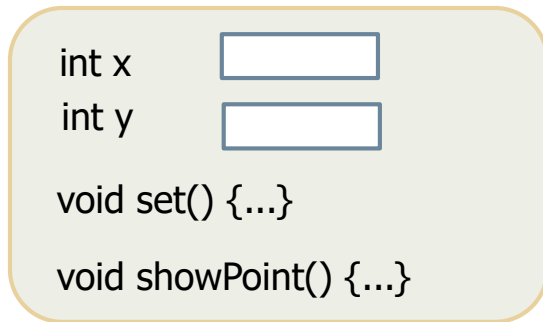 int x
int y
void set() {...}
void showPoint() {...}